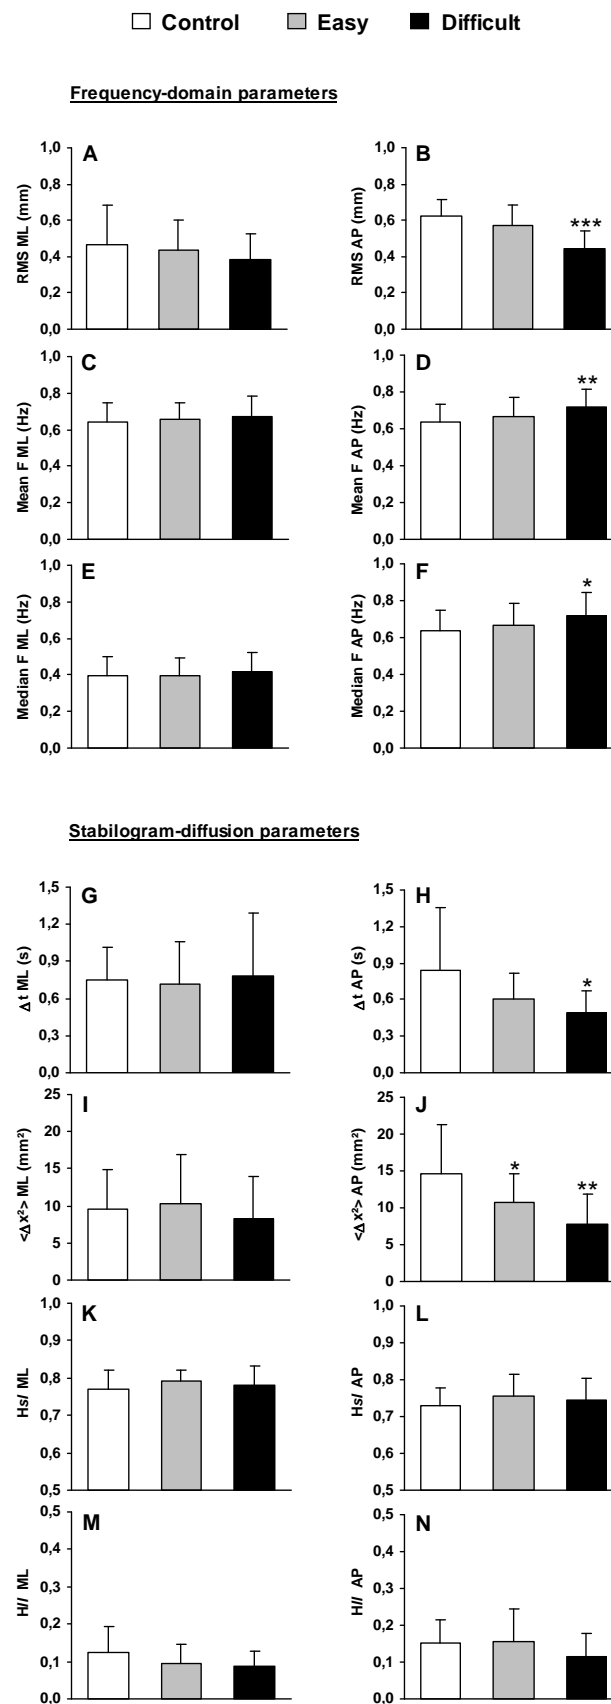 Control Easy Difficult
Frequency-domain parameters
A
RMS ML (mm)
1,0
0,8
0,6
0,4
0,2
0,0
B
RMS AP (mm)
1,0
0,8
0,6
0,4
0,2
0,0
***
C
Mean F ML (Hz)
1,0
0,8
0,6
0,4
0,2
0,0
D
Mean F AP (Hz)
1,0
0,8
0,6
0,4
0,2
0,0
**
E
Median F ML (Hz)
1,0
0,8
0,6
0,4
0,2
0,0
F
Median F AP (Hz)
1,0
0,8
0,6
0,4
0,2
0,0
*
Stabilogram-diffusion parameters
G
Δt ML (s)
1,5
1,2
0,9
0,6
0,3
0,0
H
Δt AP (s)
1,5
1,2
0,9
0,6
0,3
0,0
*
I
<Δx²> ML (mm²)
25
20
15
10
5
0
J
<Δx²> AP (mm²)
25
20
15
10
5
0
*
**
K
Hsl ML
1,0
0,9
0,8
0,7
0,6
0,5
L
Hsl AP
1,0
0,9
0,8
0,7
0,6
0,5
M
Hll ML
0,5
0,4
0,3
0,2
0,1
0,0
N
Hll AP
0,5
0,4
0,3
0,2
0,1
0,0